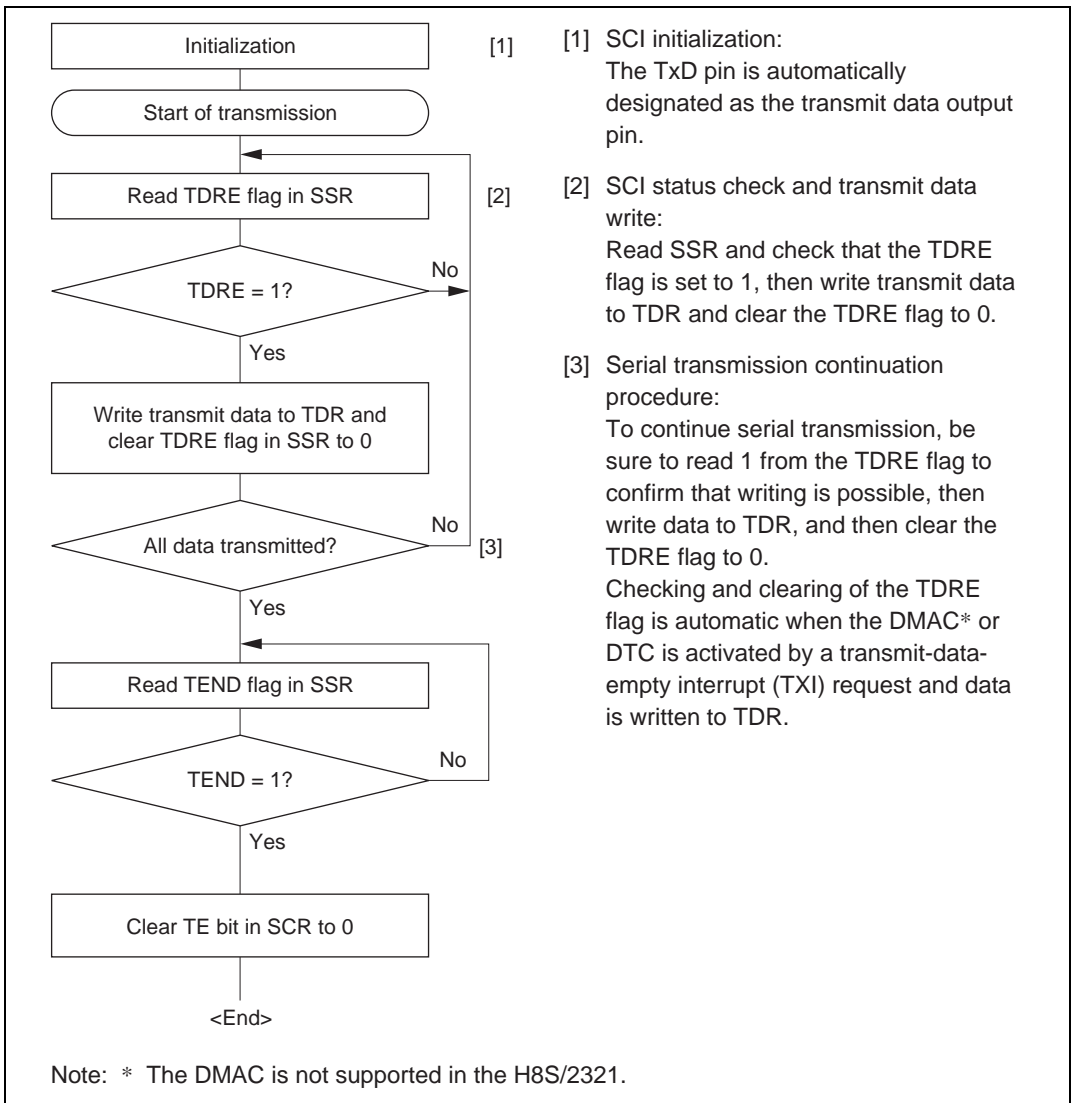 Initialization
[1]
Start of transmission
Read TDRE flag in SSR
[2]
TDRE = 1?
No
Yes
Write transmit data to TDR and
clear TDRE flag in SSR to 0
All data transmitted?
No
[3]
Yes
Read TEND flag in SSR
TEND = 1?
No
Yes
Clear TE bit in SCR to 0
<End>
[1] SCI initialization:
The TxD pin is automatically
designated as the transmit data output
pin.
[2] SCI status check and transmit data
write:
Read SSR and check that the TDRE
flag is set to 1, then write transmit data
to TDR and clear the TDRE flag to 0.
[3] Serial transmission continuation
procedure:
To continue serial transmission, be
sure to read 1 from the TDRE flag to
confirm that writing is possible, then
write data to TDR, and then clear the
TDRE flag to 0.
Checking and clearing of the TDRE
flag is automatic when the DMAC* or
DTC is activated by a transmit-data-
empty interrupt (TXI) request and data
is written to TDR.
Note: * The DMAC is not supported in the H8S/2321.